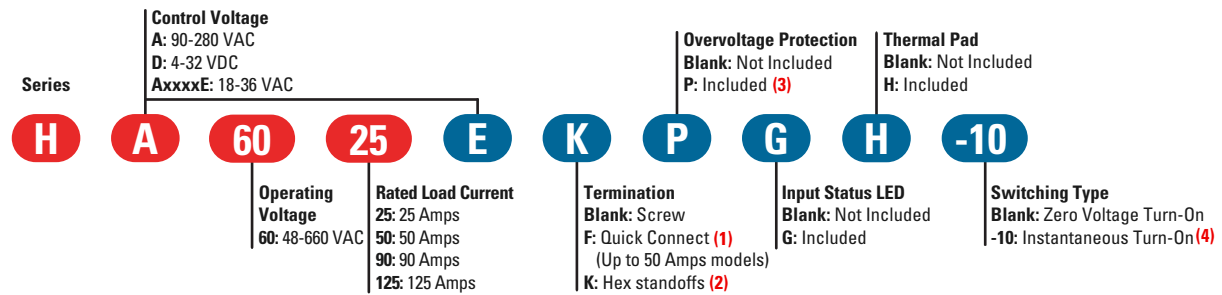 Control Voltage
A: 90-280 VAC
D: 4-32 VDC
AxxxxE: 18-36 VAC
Overvoltage Protection
Blank: Not Included
P: Included (3)
Thermal Pad
Blank: Not Included
H: Included
Series
H A 60 25 E K P G H -10
Operating
Voltage
60: 48-660 VAC
Rated Load Current
25: 25 Amps
50: 50 Amps
90: 90 Amps
125: 125 Amps
Termination
Blank: Screw
F: Quick Connect (1)
(Up to 50 Amps models)
K: Hex standoffs (2)
Input Status LED
Blank: Not Included
G: Included
Switching Type
Blank: Zero Voltage Turn-On
-10: Instantaneous Turn-On (4)